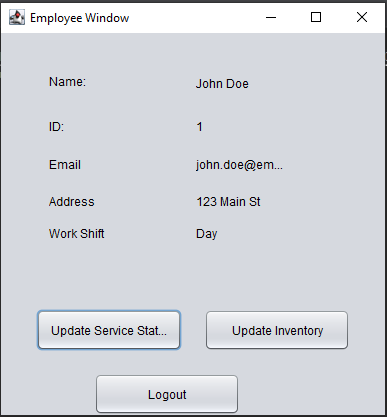 Employee Window
Name: John Doe
ID: 1
Email john.doe@em...
Address 123 Main St
Work Shift Day
Update Service Stat... Update Inventory
Logout